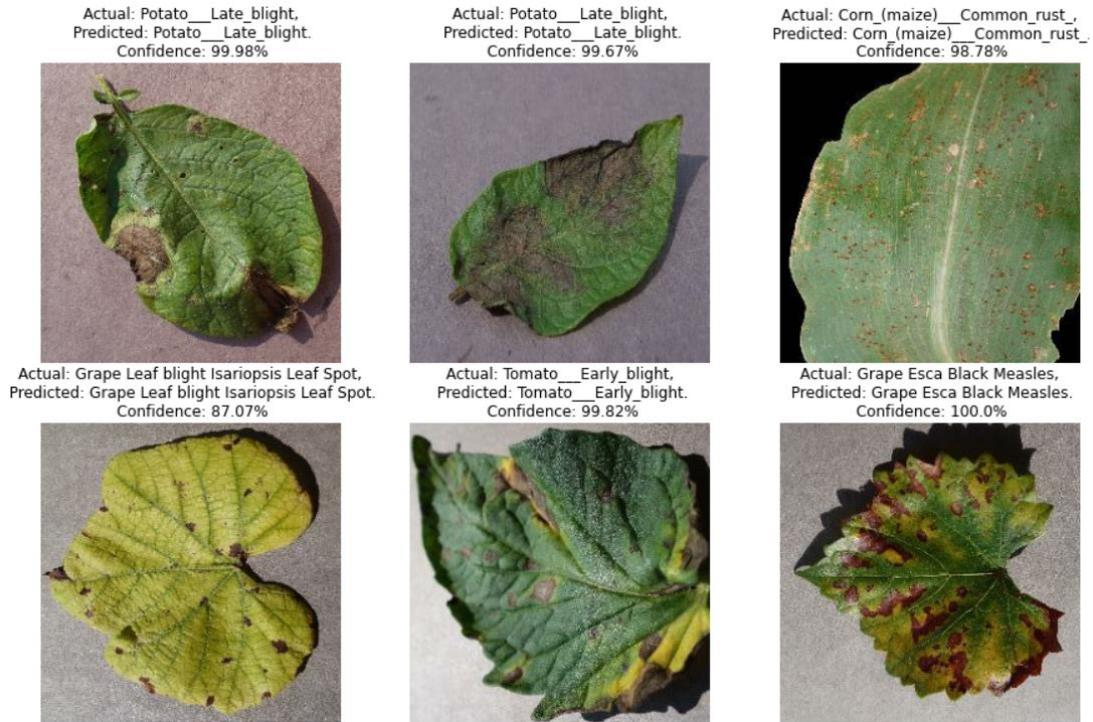 Actual: Potato___Late_blight,
Predicted: Potato___Late_blight.
Confidence: 99.98%
Actual: Potato___Late_blight,
Predicted: Potato___Late_blight.
Confidence: 99.67%
Actual: Corn_(maize)___Common_rust_,
Predicted: Corn_(maize)___Common_rust_.
Confidence: 98.78%
Actual: Grape Leaf blight Isariopsis Leaf Spot,
Predicted: Grape Leaf blight Isariopsis Leaf Spot.
Confidence: 87.07%
Actual: Tomato___Early_blight,
Predicted: Tomato___Early_blight.
Confidence: 99.82%
Actual: Grape Esca Black Measles,
Predicted: Grape Esca Black Measles.
Confidence: 100.0%